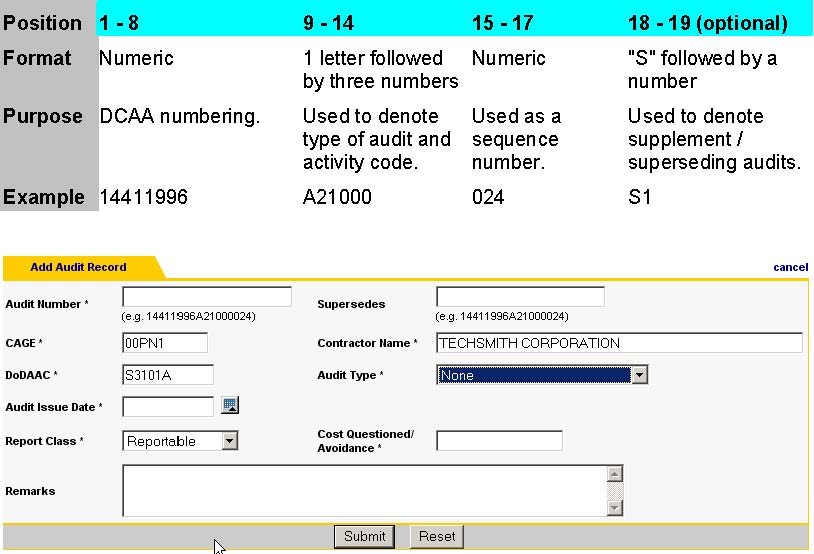 Position 1 - 8 9 - 14 15 - 17 18 - 19 (optional)
Format Numeric 1 letter followed Numeric "S" followed by a
by three numbers number
Purpose DCAA numbering. Used to denote Used as a Used to denote
type of audit and sequence supplement /
activity code. number. superseding audits.
Example 14411996 A21000 024 S1
Add Audit Record cancel
Audit Number * Supersedes
(e.g. 14411996A21000024) (e.g. 14411996A21000024)
CAGE * 00PN1 Contractor Name * TECHSMITH CORPORATION
DoDAAC * S3101A Audit Type * None
Audit Issue Date *
Report Class * Reportable Cost Questioned/
Avoidance *
Remarks
Submit Reset